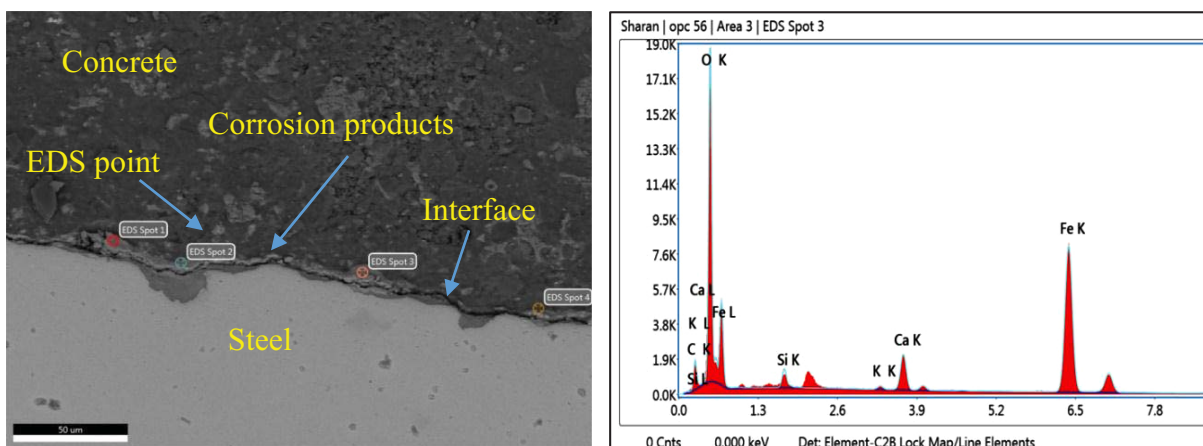 Concrete
Corrosion products
EDS point
Interface
EDS Spot 1
EDS Spot 2
EDS Spot 3
EDS Spot 4
Steel
50 um
Sharan | opc 56 | Area 3 | EDS Spot 3
19.0K
17.1K
15.2K
13.3K
11.4K
9.5K
7.6K
5.7K
3.8K
1.9K
0.0K
O K
Fe K
Ca L
Fe L
K L
C K
Si L
Si K
K K
Ca K
0.0 1.3 2.6 3.9 5.2 6.5 7.8
0 Cnts 0.000 keV Det: Element-C2B Lock Map/Line Elements